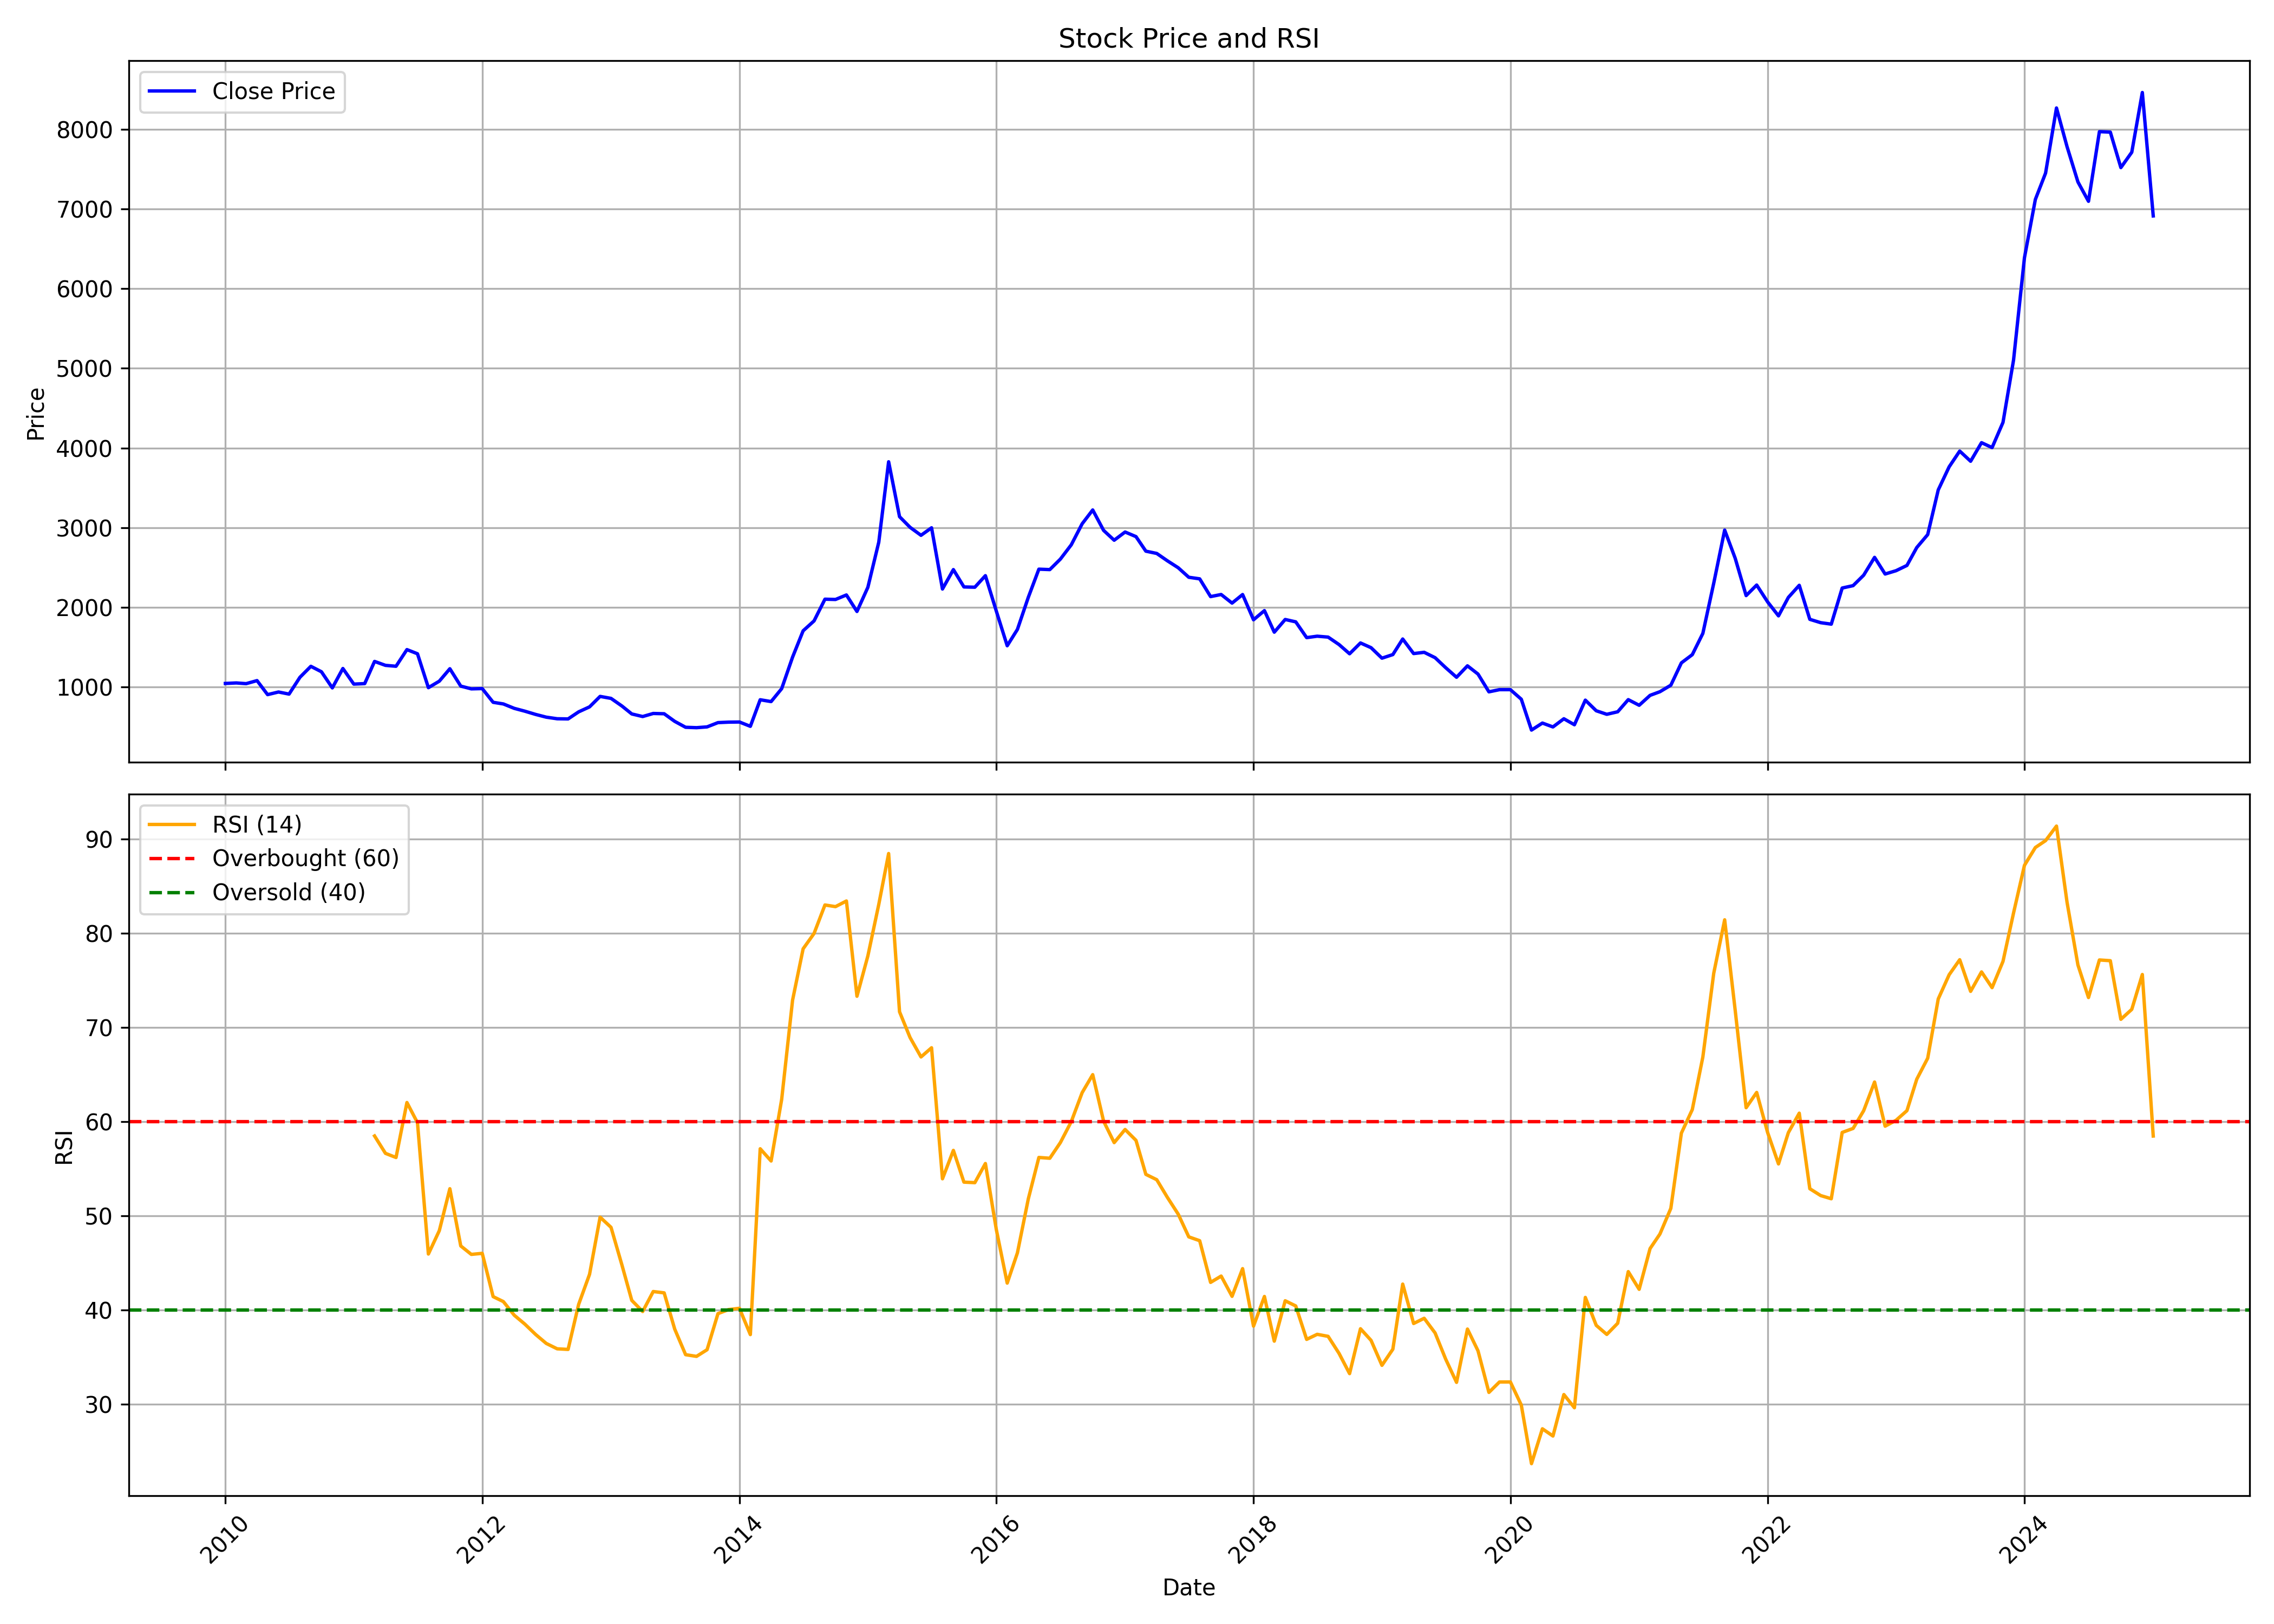 Stock Price and RSI
Close Price
8000
7000
6000
5000
4000
3000
2000
1000
Price
RSI (14)
Overbought (60)
Oversold (40)
90
80
70
60
50
40
30
RSI
2010
2012
2014
2016
2018
2020
2022
2024
Date